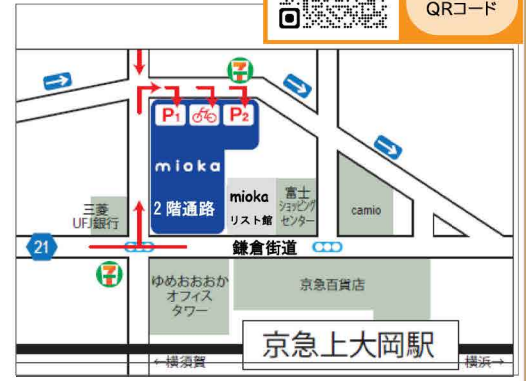 QRコード
P1
P2
mioka
2階通路
mioka
リスト館
富士
ショッピング
センター
camio
三菱
UFJ銀行
21
鎌倉街道
ゆめおおおか
オフィス
タワー
京急百貨店
京急上大岡駅
←横須賀
横浜→